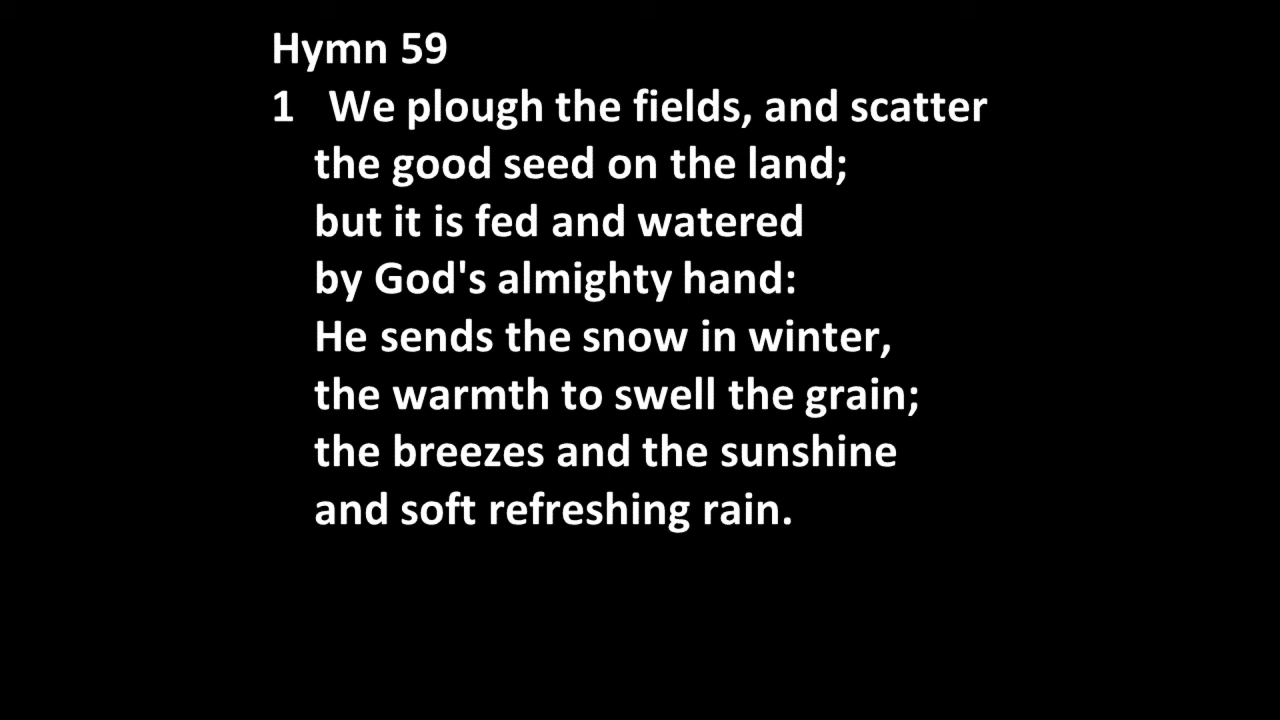 Hymn 59
1 We plough the fields, and scatter
the good seed on the land;
but it is fed and watered
by God's almighty hand:
He sends the snow in winter,
the warmth to swell the grain;
the breezes and the sunshine
and soft refreshing rain.